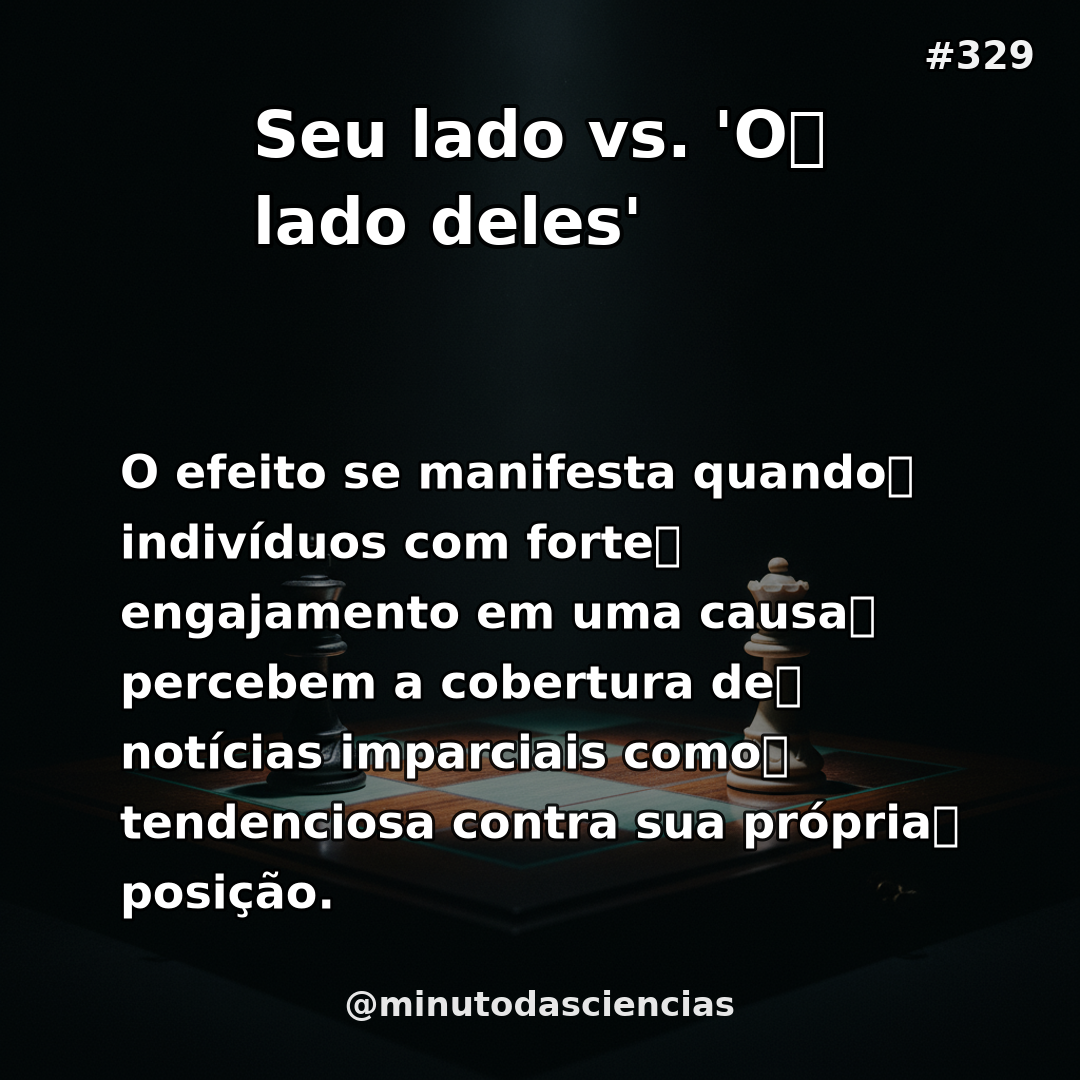 #329
Seu lado vs. 'O
lado deles'
O efeito se manifesta quando
indivíduos com forte
engajamento em uma causa
percebem a cobertura de
notícias imparciais como
tendenciosa contra sua própria
posição.
@minutodasciencias